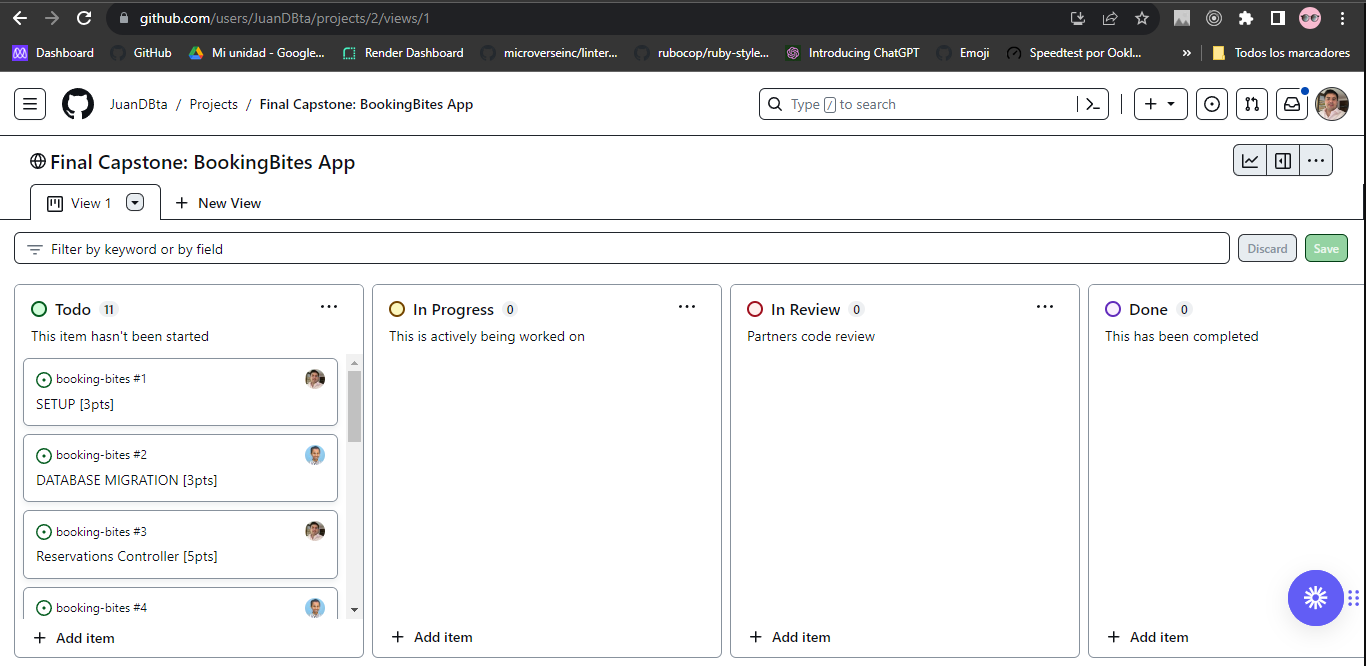 github.com/users/JuanDBta/projects/2/views/1
Dashboard GitHub Mi unidad - Google... Render Dashboard microverseinc/linter... rubocop/ruby-style... Introducing ChatGPT Emoji Speedtest por Ookl... » Todos los marcadores
JuanDBta / Projects / Final Capstone: BookingBites App
Type / to search
Final Capstone: BookingBites App
View 1
New View
Filter by keyword or by field
Discard
Save
Todo 11
This item hasn't been started
booking-bites #1
SETUP [3pts]
booking-bites #2
DATABASE MIGRATION [3pts]
booking-bites #3
Reservations Controller [5pts]
booking-bites #4
Add item
In Progress 0
This is actively being worked on
Add item
In Review 0
Partners code review
Add item
Done 0
This has been completed
Add item